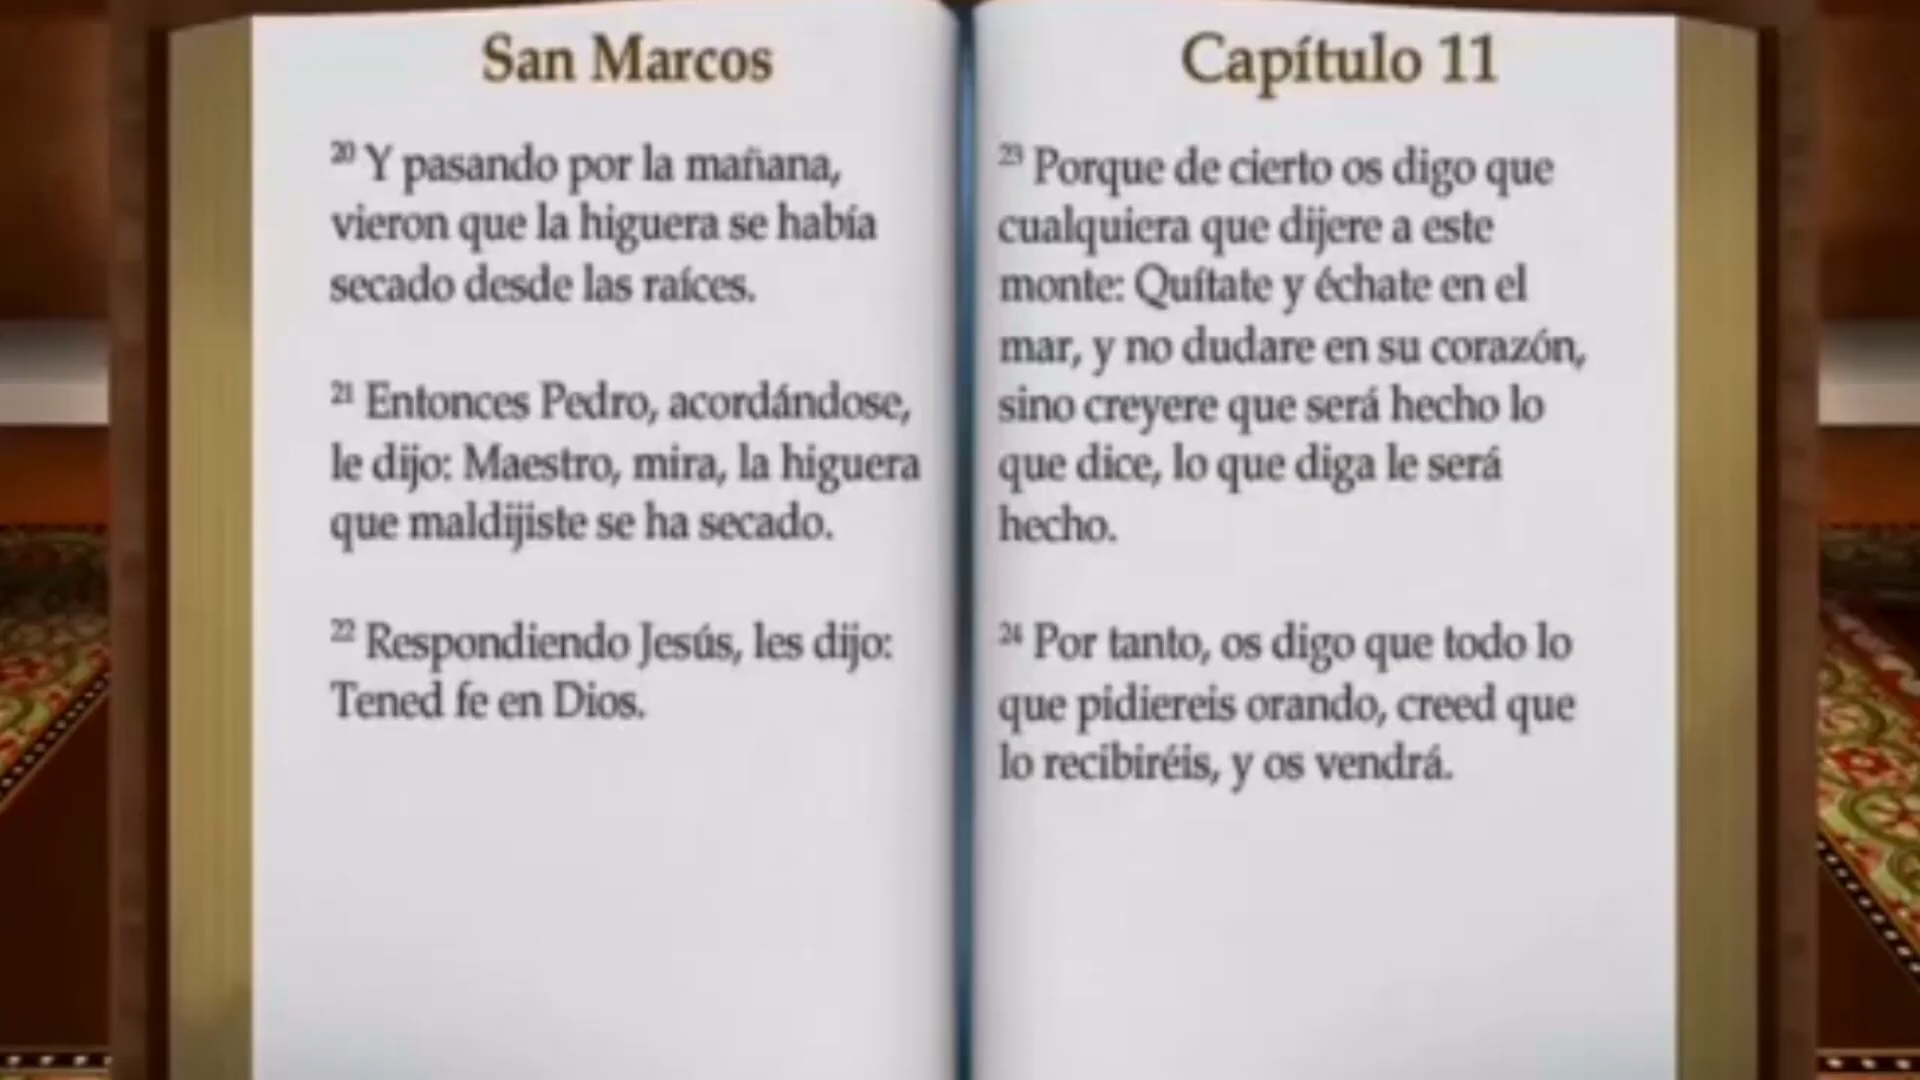 San Marcos
20 Y pasando por la mañana,
vieron que la higuera se había
secado desde las raíces.
21 Entonces Pedro, acordándose,
le dijo: Maestro, mira, la higuera
que maldijiste se ha secado.
22 Respondiendo Jesús, les dijo:
Tened fe en Dios.
Capítulo 11
23 Porque de cierto os digo que
cualquiera que dijere a este
monte: Quítate y échate en el
mar, y no dudare en su corazón,
sino creyere que será hecho lo
que dice, lo que diga le será
hecho.
24 Por tanto, os digo que todo lo
que pidiereis orando, creed que
lo recibiréis, y os vendrá.